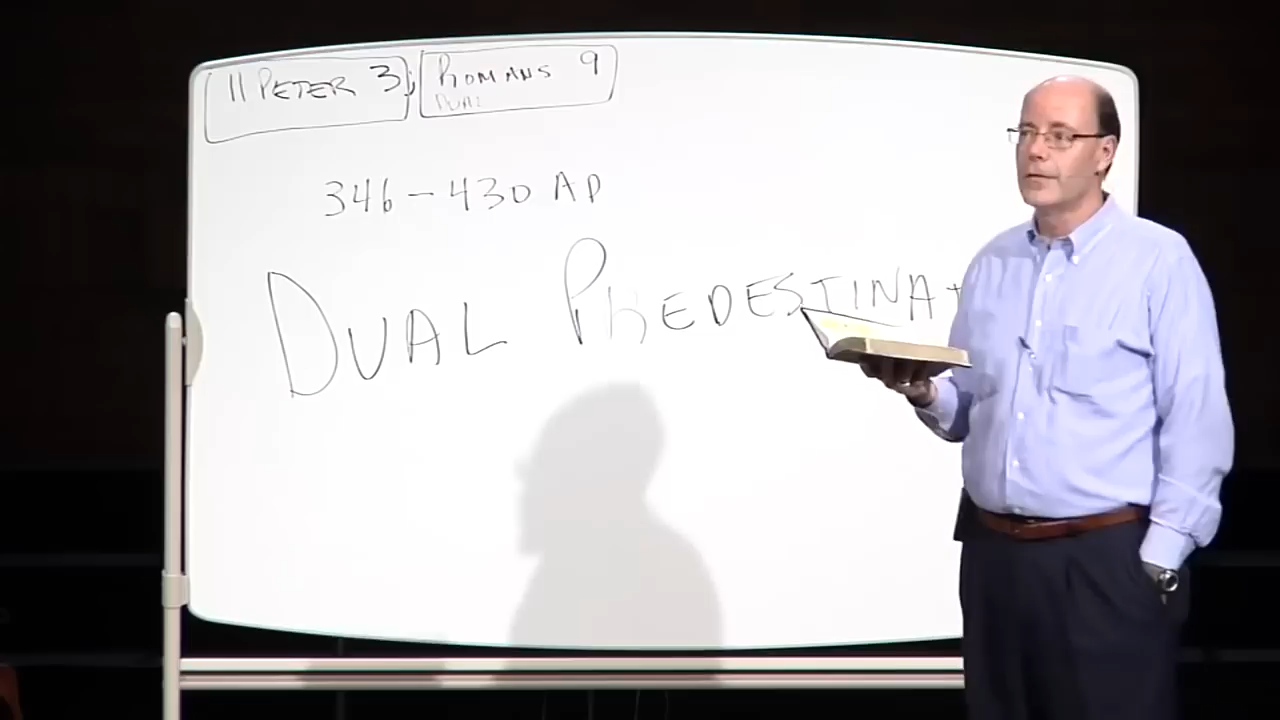 II PETER 3; ROMANS 9
DUAL
346 – 430 AD
DUAL PREDESTINAT